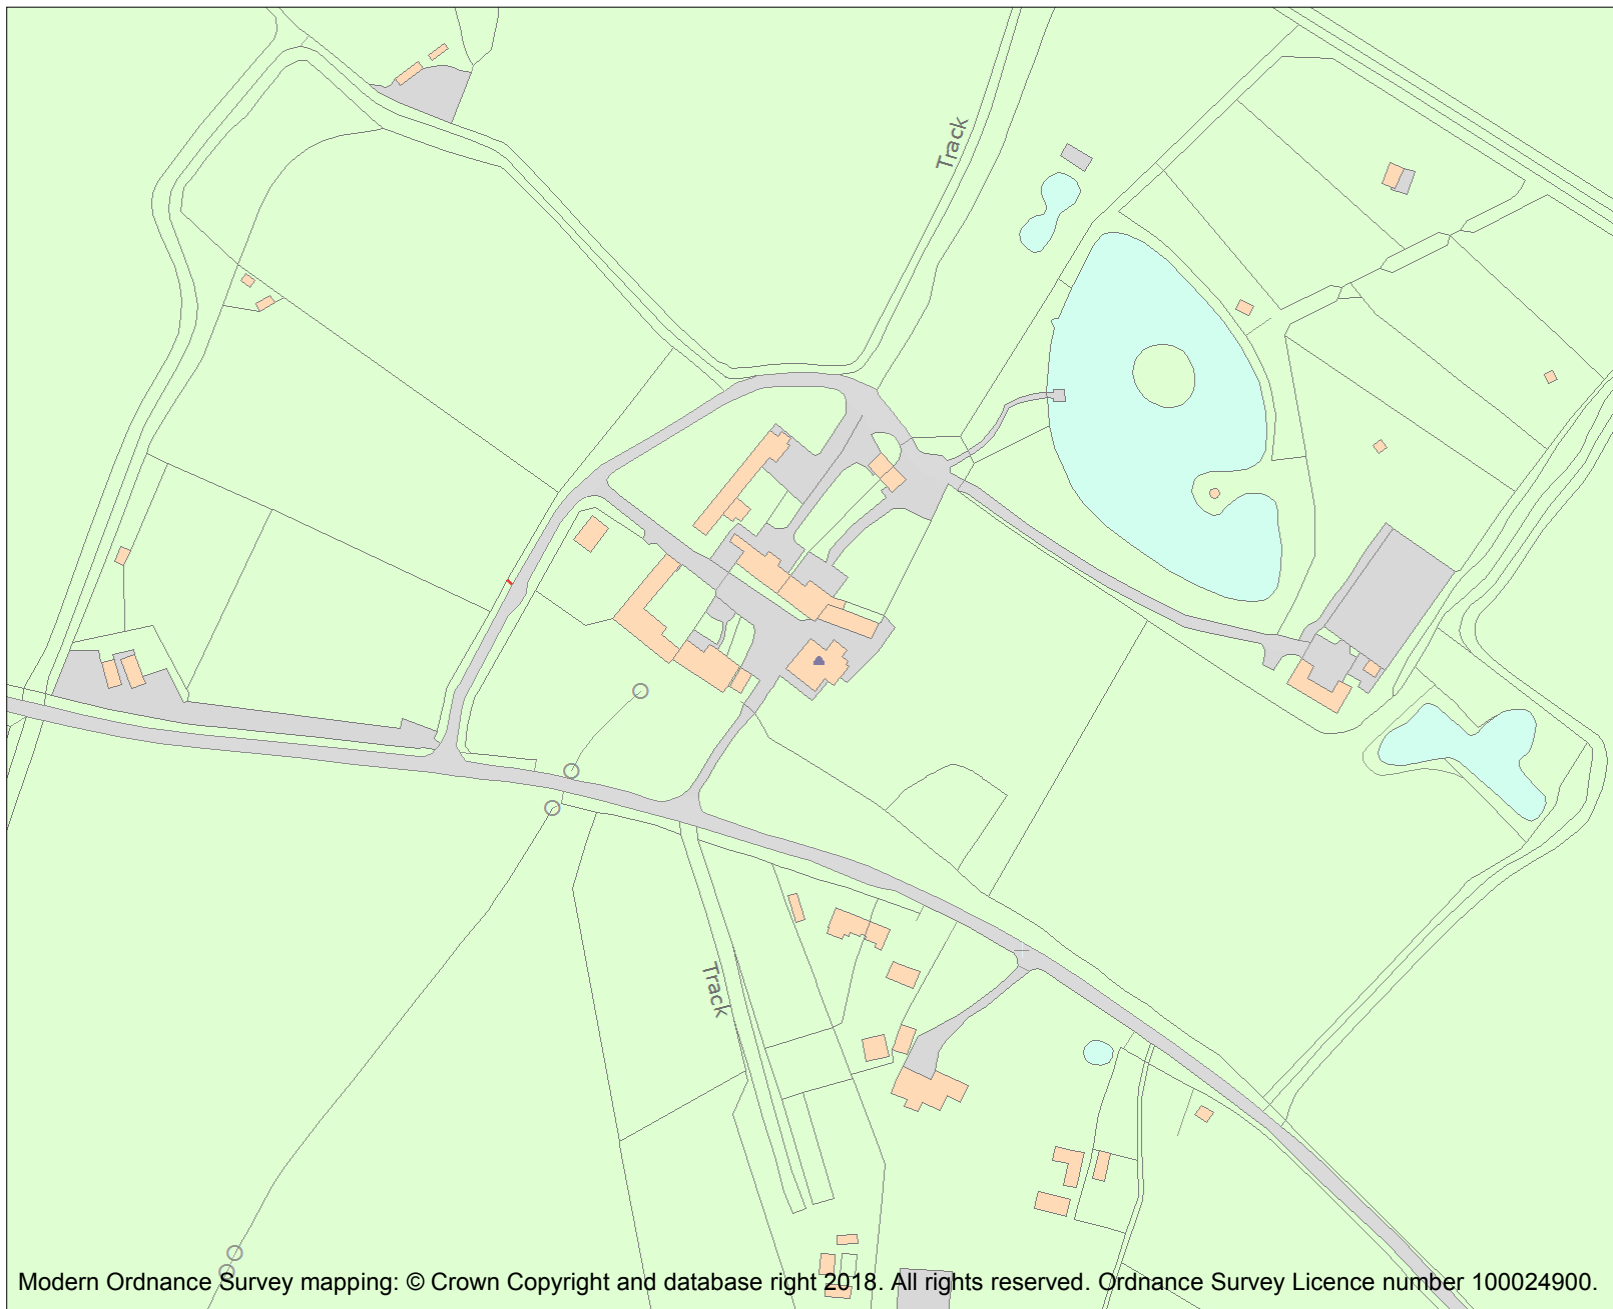 Track
Track
Modern Ordnance Survey mapping: © Crown Copyright and database right 2018. All rights reserved. Ordnance Survey Licence number 100024900.